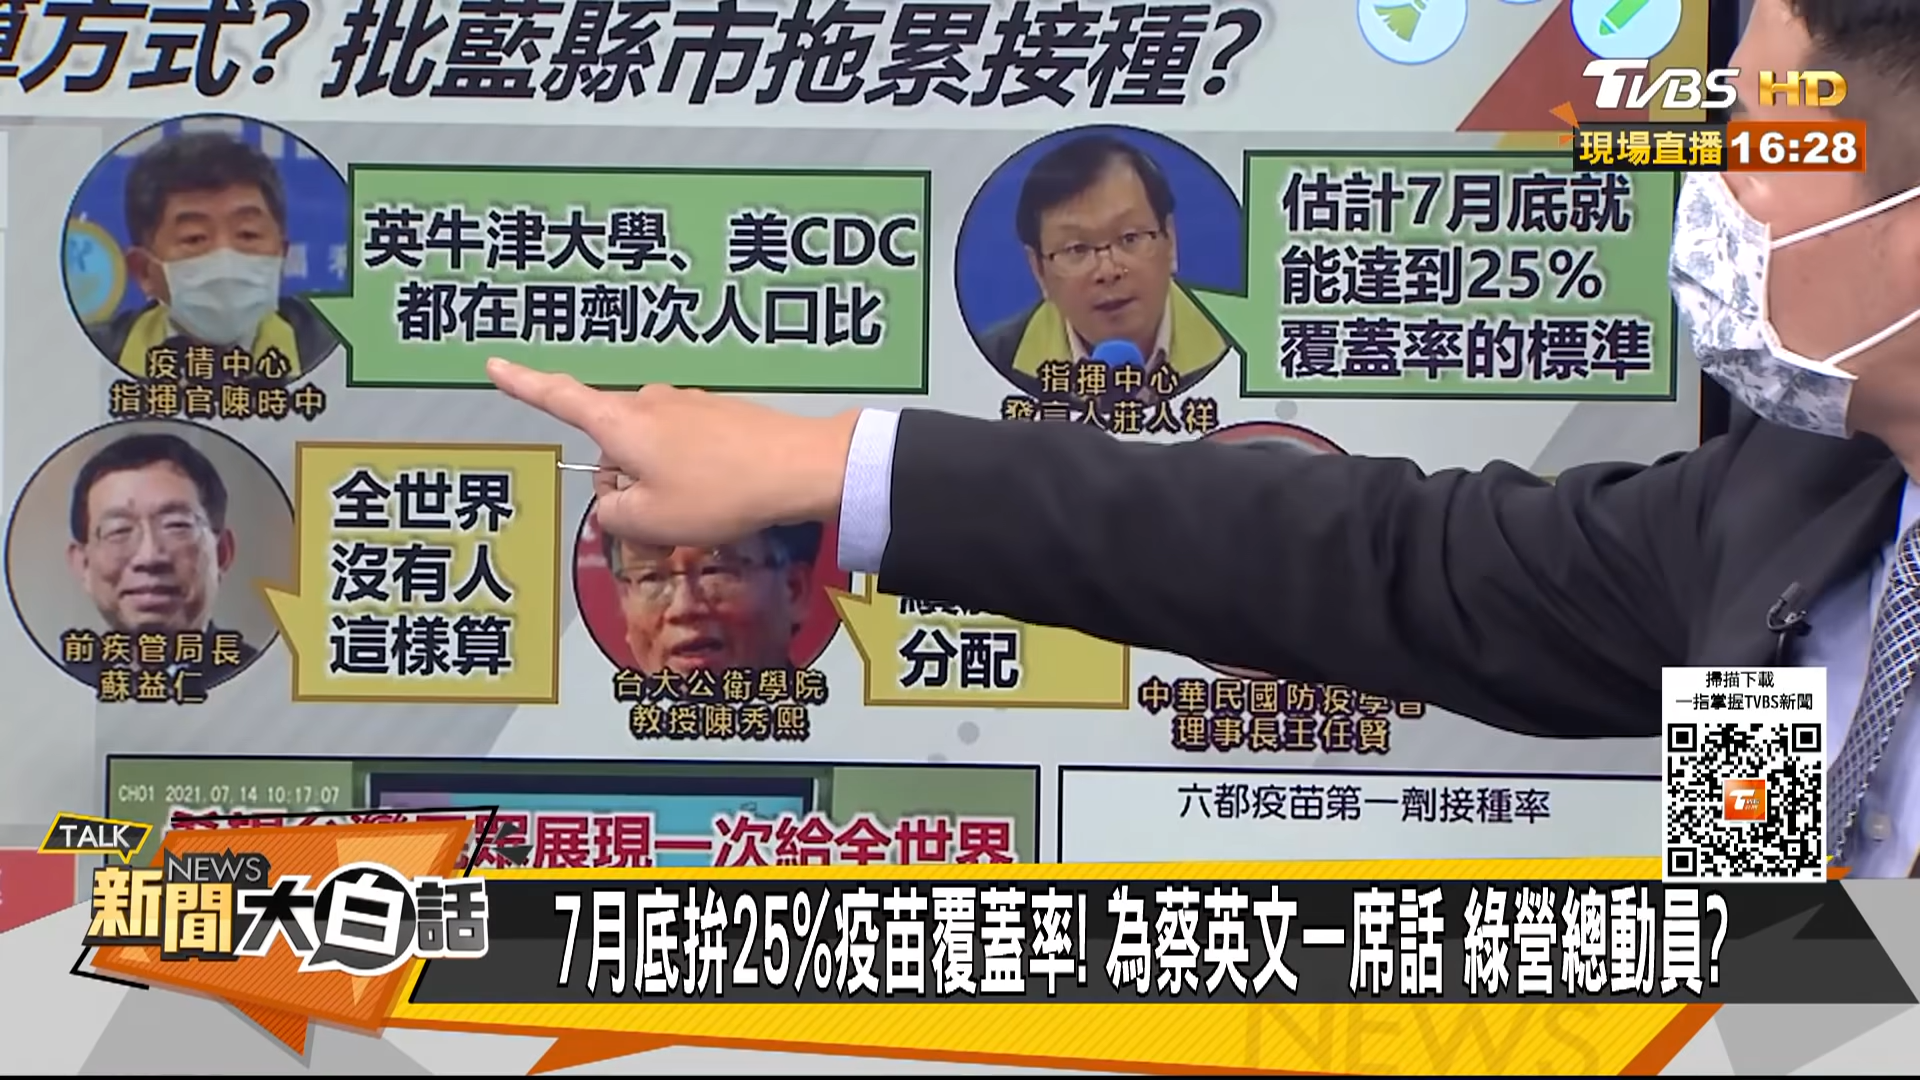 方式？批藍縣市拖累接種？
TVBS HD
現場直播 16:28
英牛津大學、美CDC
都在用劑次人口比
估計7月底就
能達到25%
覆蓋率的標準
疫情中心
指揮官陳時中
指揮中心
發言人莊人祥
全世界
沒有人
這樣算
分配
前疾管局長
蘇益仁
台大公衛學院
教授陳秀熙
中華民國防疫學會
理事長王任賢
掃描下載
一指掌握TVBS新聞
CH01 2021.07.14 10:17:07
展現一次給全世界
六都疫苗第一劑接種率
TALK
NEWS
新聞大白話
7月底拚25%疫苗覆蓋率! 為蔡英文一席話 綠營總動員?
NEWS